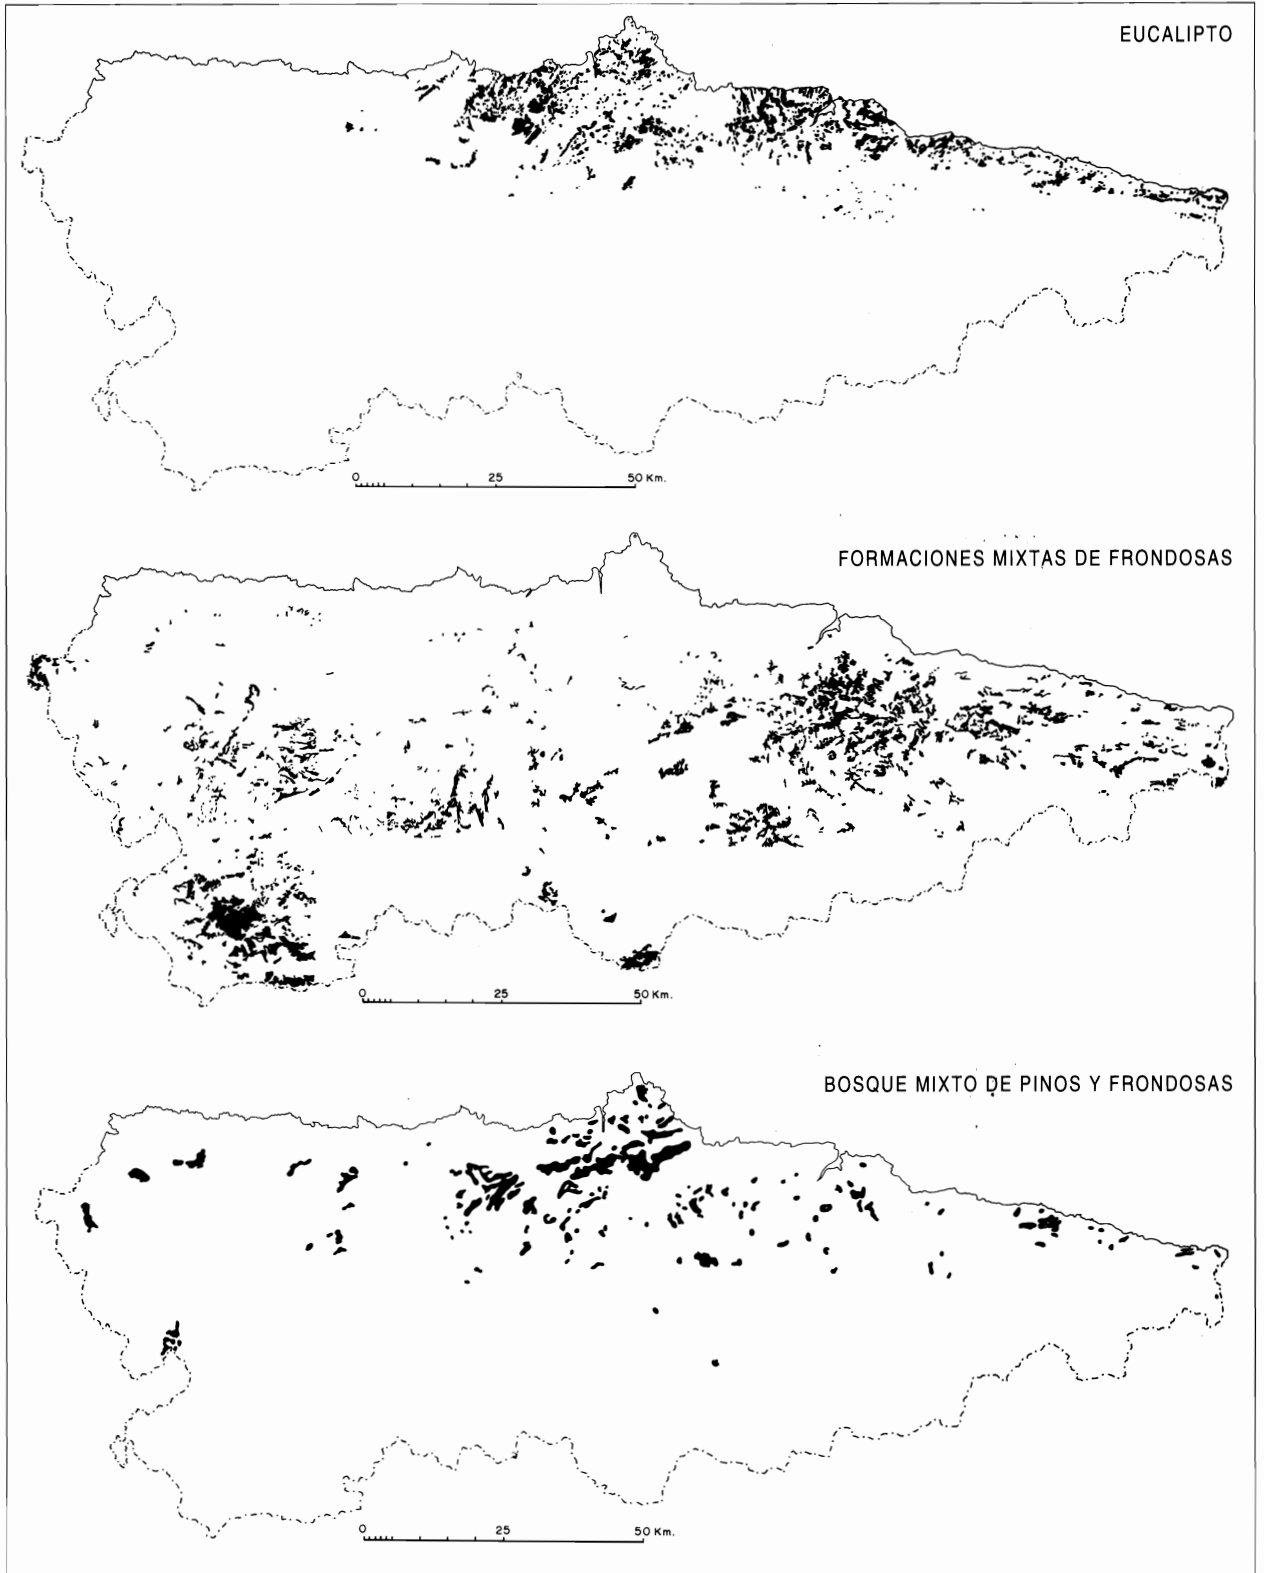 EUCALIPTO
0 25 50 Km.
FORMACIONES MIXTAS DE FRONDOSAS
0 25 50 Km.
BOSQUE MIXTO DE PINOS Y FRONDOSAS
0 25 50 Km.